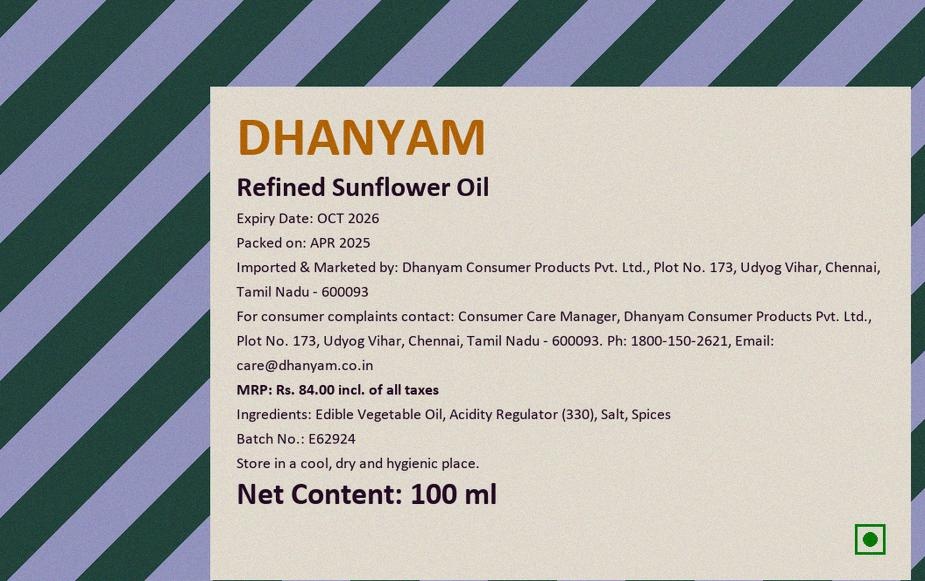 DHANYAM
Refined Sunflower Oil
Expiry Date: OCT 2026
Packed on: APR 2025
Imported & Marketed by: Dhanyam Consumer Products Pvt. Ltd., Plot No. 173, Udyog Vihar, Chennai,
Tamil Nadu - 600093
For consumer complaints contact: Consumer Care Manager, Dhanyam Consumer Products Pvt. Ltd.,
Plot No. 173, Udyog Vihar, Chennai, Tamil Nadu - 600093. Ph: 1800-150-2621, Email:
care@dhanyam.co.in
MRP: Rs. 84.00 incl. of all taxes
Ingredients: Edible Vegetable Oil, Acidity Regulator (330), Salt, Spices
Batch No.: E62924
Store in a cool, dry and hygienic place.
Net Content: 100 ml